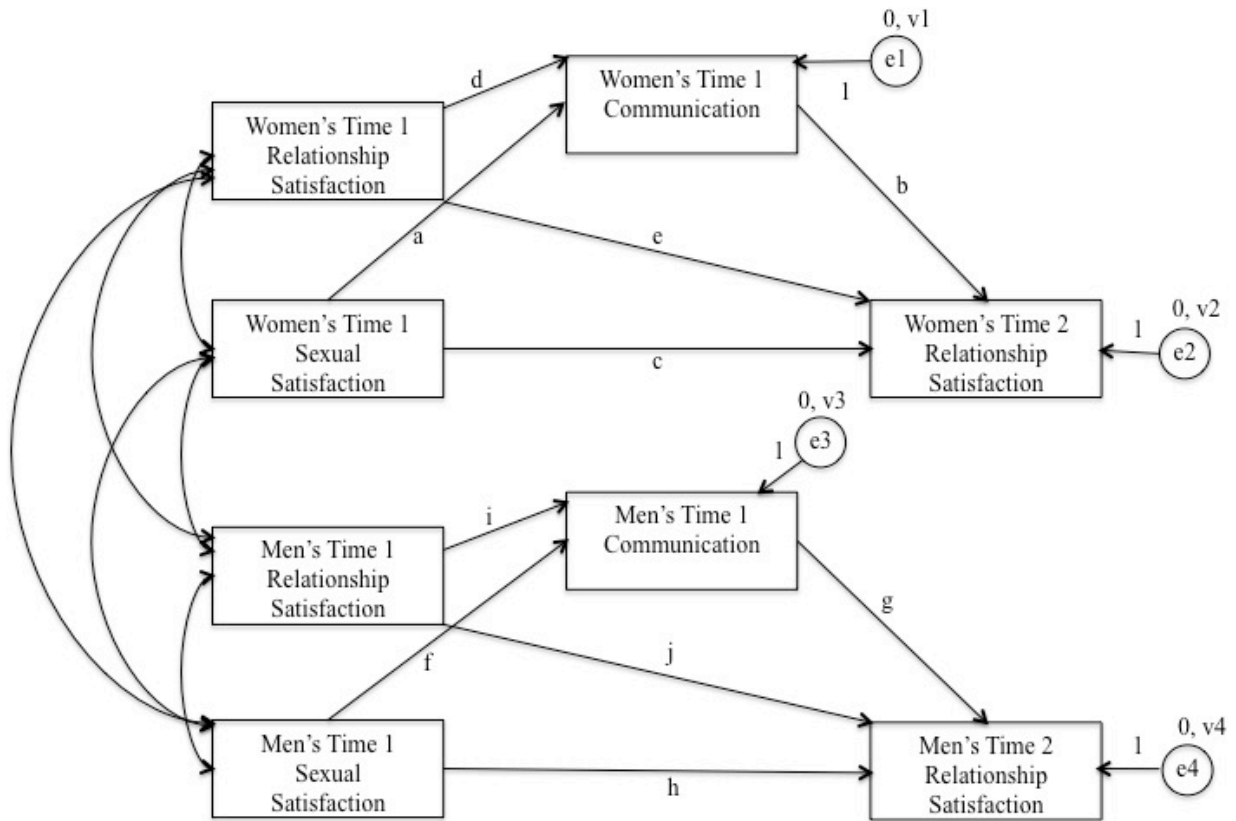 0, v1
e1
1
d
Women’s Time 1
Communication
Women’s Time 1
Relationship
Satisfaction
b
a
e
Women’s Time 1
Sexual
Satisfaction
c
Women’s Time 2
Relationship
Satisfaction
0, v2
1
e2
0, v3
e3
1
i
Men’s Time 1
Communication
Men’s Time 1
Relationship
Satisfaction
g
f
j
Men’s Time 1
Sexual
Satisfaction
h
Men’s Time 2
Relationship
Satisfaction
0, v4
1
e4